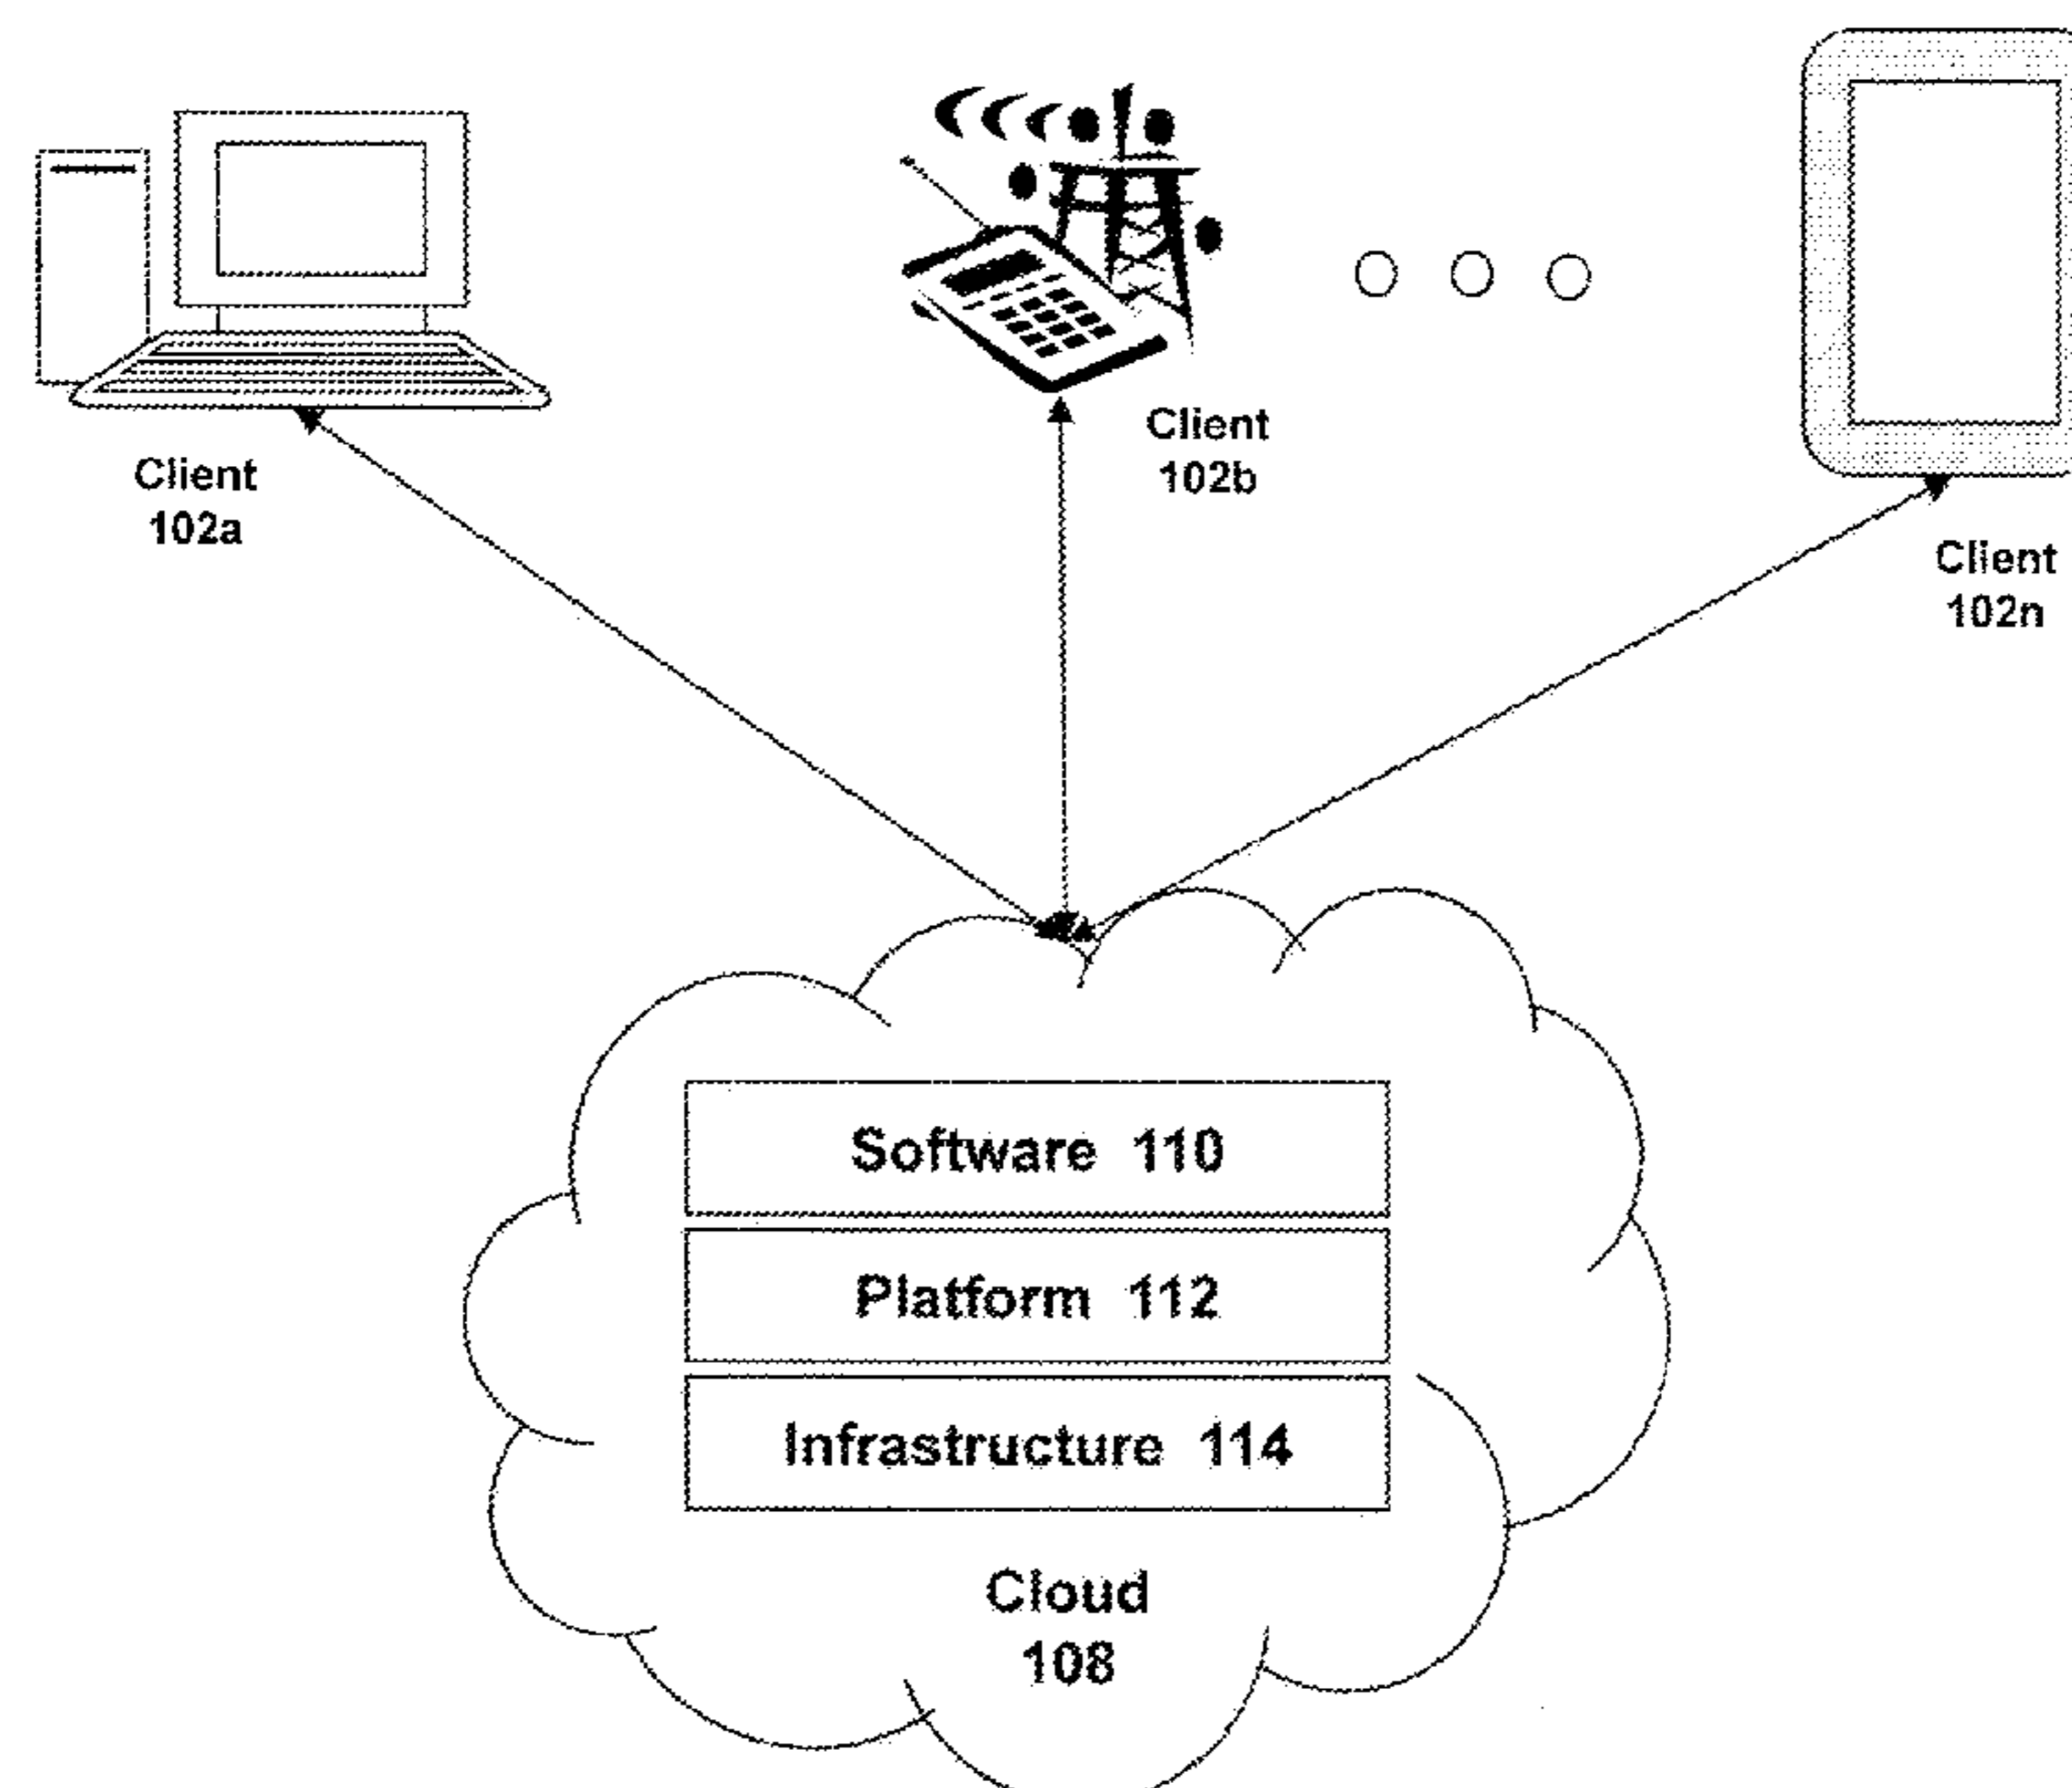 Client
102a
Client
102b
Client
102n
Software 110
Platform 112
Infrastructure 114
Cloud
108